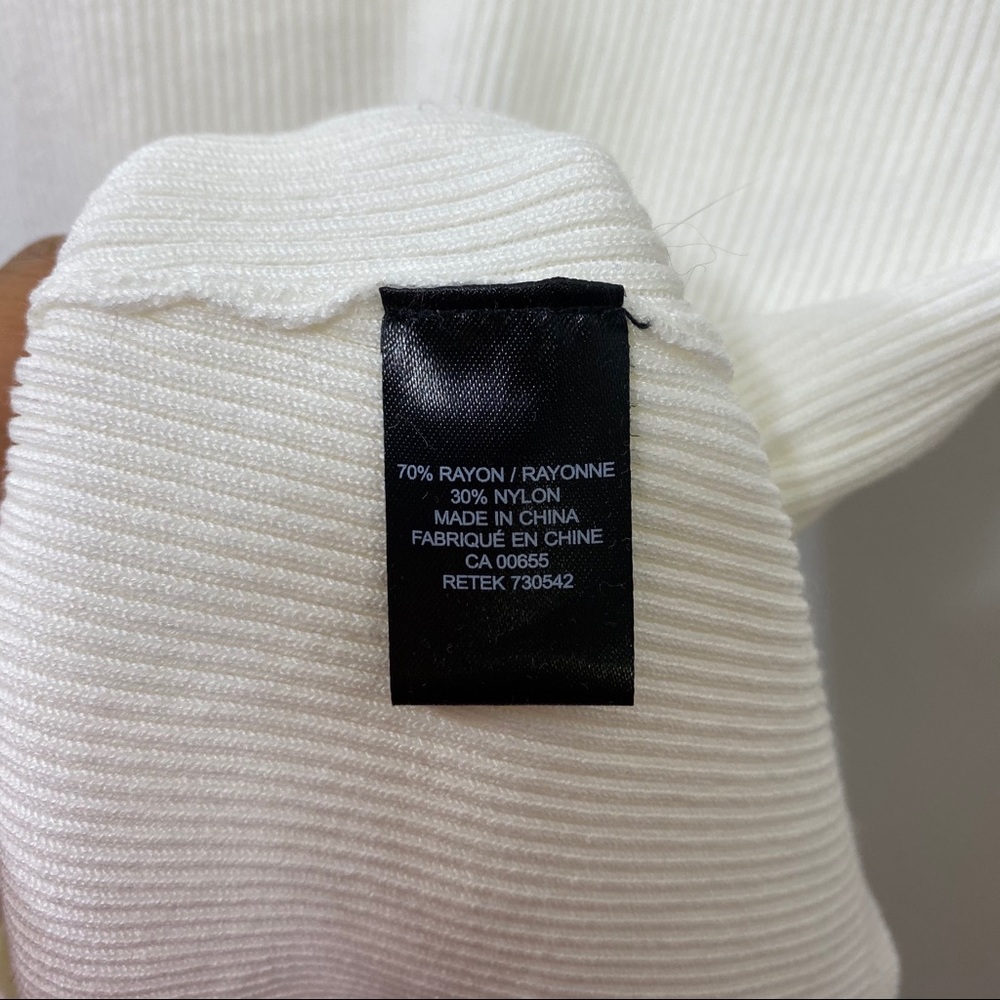 70% RAYON / RAYONNE
30% NYLON
MADE IN CHINA
FABRIQUÉ EN CHINE
CA 00655
RETEK 730542